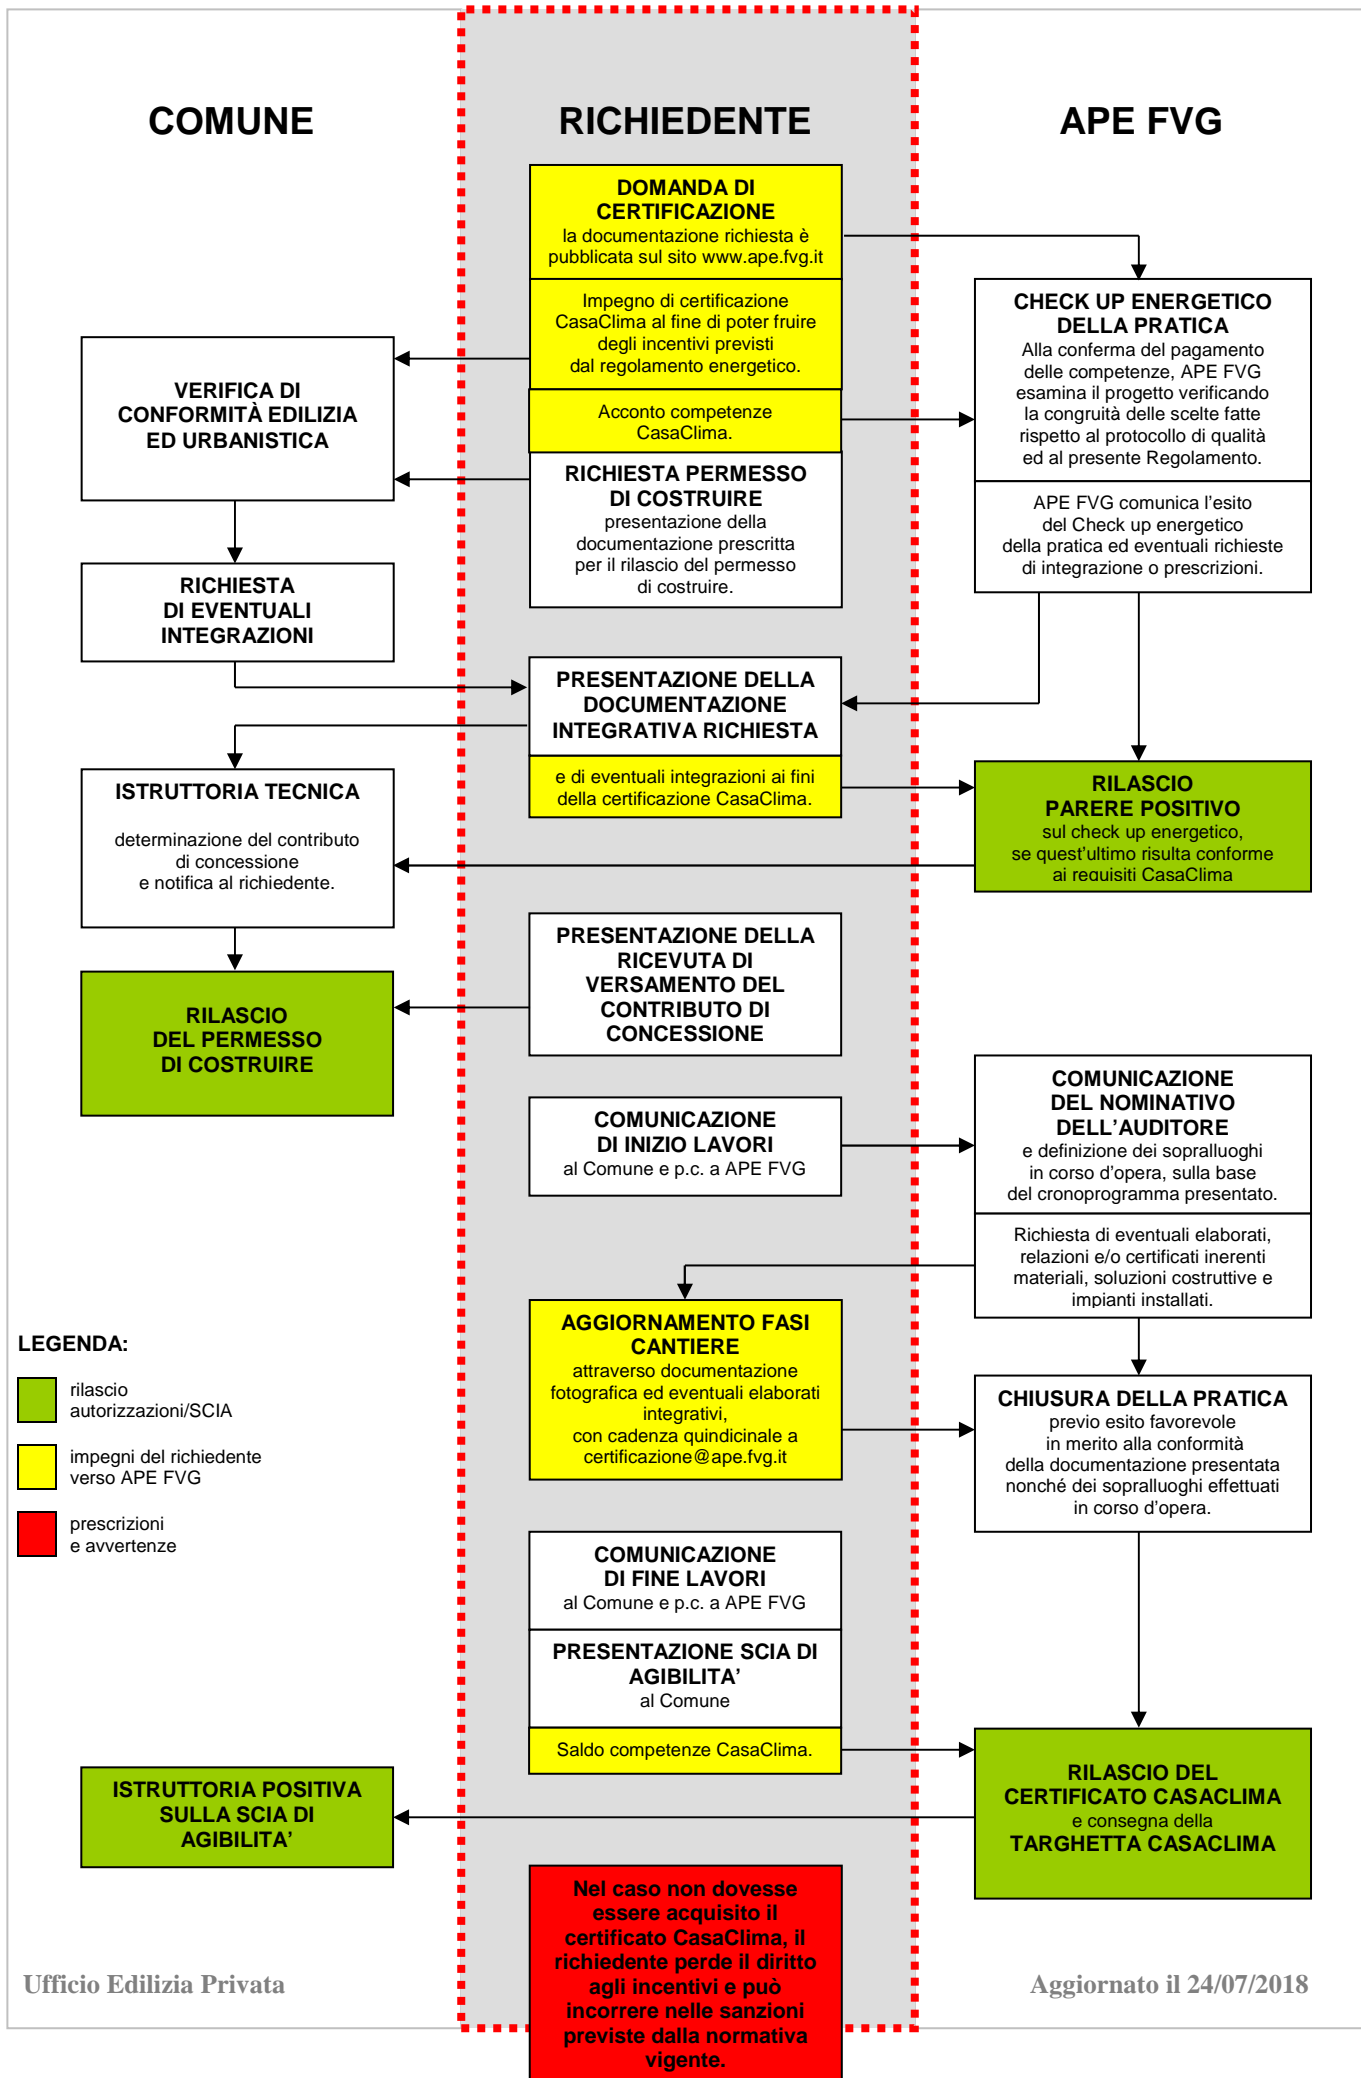 COMUNE
RICHIEDENTE
APE FVG
DOMANDA DI
CERTIFICAZIONE
la documentazione richiesta è
pubblicata sul sito www.ape.fvg.it
Impegno di certificazione
CasaClima al fine di poter fruire
degli incentivi previsti
dal regolamento energetico.
Acconto competenze
CasaClima.
RICHIESTA PERMESSO
DI COSTRUIRE
presentazione della
documentazione prescritta
per il rilascio del permesso
di costruire.
CHECK UP ENERGETICO
DELLA PRATICA
Alla conferma del pagamento
delle competenze, APE FVG
esamina il progetto verificando
la congruità delle scelte fatte
rispetto al protocollo di qualità
ed al presente Regolamento.
APE FVG comunica l’esito
del Check up energetico
della pratica ed eventuali richieste
di integrazione o prescrizioni.
VERIFICA DI
CONFORMITÀ EDILIZIA
ED URBANISTICA
RICHIESTA
DI EVENTUALI
INTEGRAZIONI
PRESENTAZIONE DELLA
DOCUMENTAZIONE
INTEGRATIVA RICHIESTA
e di eventuali integrazioni ai fini
della certificazione CasaClima.
RILASCIO
PARERE POSITIVO
sul check up energetico,
se quest’ultimo risulta conforme
ai requisiti CasaClima
ISTRUTTORIA TECNICA
determinazione del contributo
di concessione
e notifica al richiedente.
PRESENTAZIONE DELLA
RICEVUTA DI
VERSAMENTO DEL
CONTRIBUTO DI
CONCESSIONE
RILASCIO
DEL PERMESSO
DI COSTRUIRE
COMUNICAZIONE
DI INIZIO LAVORI
al Comune e p.c. a APE FVG
COMUNICAZIONE
DEL NOMINATIVO
DELL’AUDITORE
e definizione dei sopralluoghi
in corso d’opera, sulla base
del cronoprogramma presentato.
Richiesta di eventuali elaborati,
relazioni e/o certificati inerenti
materiali, soluzioni costruttive e
impianti installati.
AGGIORNAMENTO FASI
CANTIERE
attraverso documentazione
fotografica ed eventuali elaborati
integrativi,
con cadenza quindicinale a
certificazione@ape.fvg.it
CHIUSURA DELLA PRATICA
previo esito favorevole
in merito alla conformità
della documentazione presentata
nonché dei sopralluoghi effettuati
in corso d’opera.
LEGENDA:
rilascio
autorizzazioni/SCIA
impegni del richiedente
verso APE FVG
prescrizioni
e avvertenze
COMUNICAZIONE
DI FINE LAVORI
al Comune e p.c. a APE FVG
PRESENTAZIONE SCIA DI
AGIBILITA’
al Comune
Saldo competenze CasaClima.
RILASCIO DEL
CERTIFICATO CASACLIMA
e consegna della
TARGHETTA CASACLIMA
ISTRUTTORIA POSITIVA
SULLA SCIA DI
AGIBILITA’
Nel caso non dovesse
essere acquisito il
certificato CasaClima, il
richiedente perde il diritto
agli incentivi e può
incorrere nelle sanzioni
previste dalla normativa
vigente.
Ufficio Edilizia Privata
Aggiornato il 24/07/2018